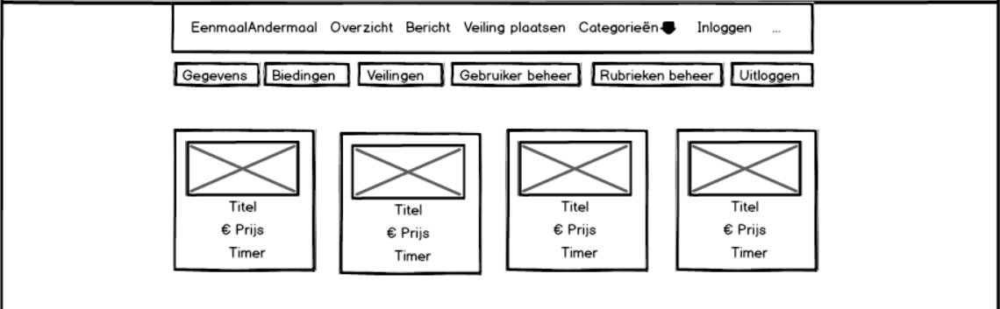 EenmaalAndermaal Overzicht Bericht Veiling plaatsen Categorieën Inloggen ...
Gegevens Biedingen Veilingen Gebruiker beheer Rubrieken beheer Uitloggen
Titel Titel Titel Titel
€ Prijs € Prijs € Prijs € Prijs
Timer Timer Timer Timer